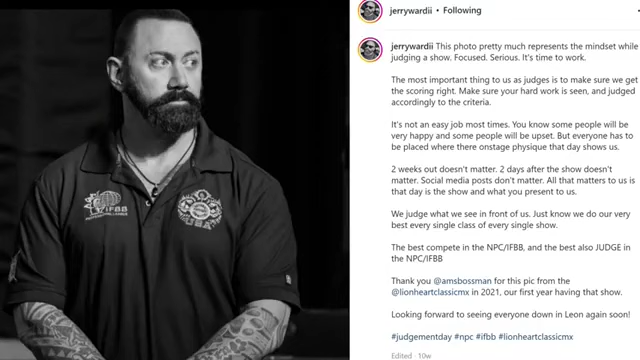 IFBB
PROFESSIONAL LEAGUE
jerrywardii • Following
jerrywardii This photo pretty much represents the mindset while
judging a show. Focused. Serious. It's time to work.
The most important thing to us as judges is to make sure we get
the scoring right. Make sure your hard work is seen, and judged
accordingly to the criteria.
It's not an easy job most times. You know some people will be
very happy and some people will be upset. But everyone has to
be placed where there onstage physique that day shows us.
2 weeks out doesn't matter. 2 days after the show doesn't
matter. Social media posts don't matter. All that matters to us is
that day is the show and what you present to us.
We judge what we see in front of us. Just know we do our very
best every single class of every single show.
The best compete in the NPC/IFBB, and the best also JUDGE in
the NPC/IFBB
Thank you @amsbossman for this pic from the
@lionheartclassicmx in 2021, our first year having that show.
Looking forward to seeing everyone down in Leon again soon!
#judgementday #npc #ifbb #lionheartclassicmx
Edited · 10w